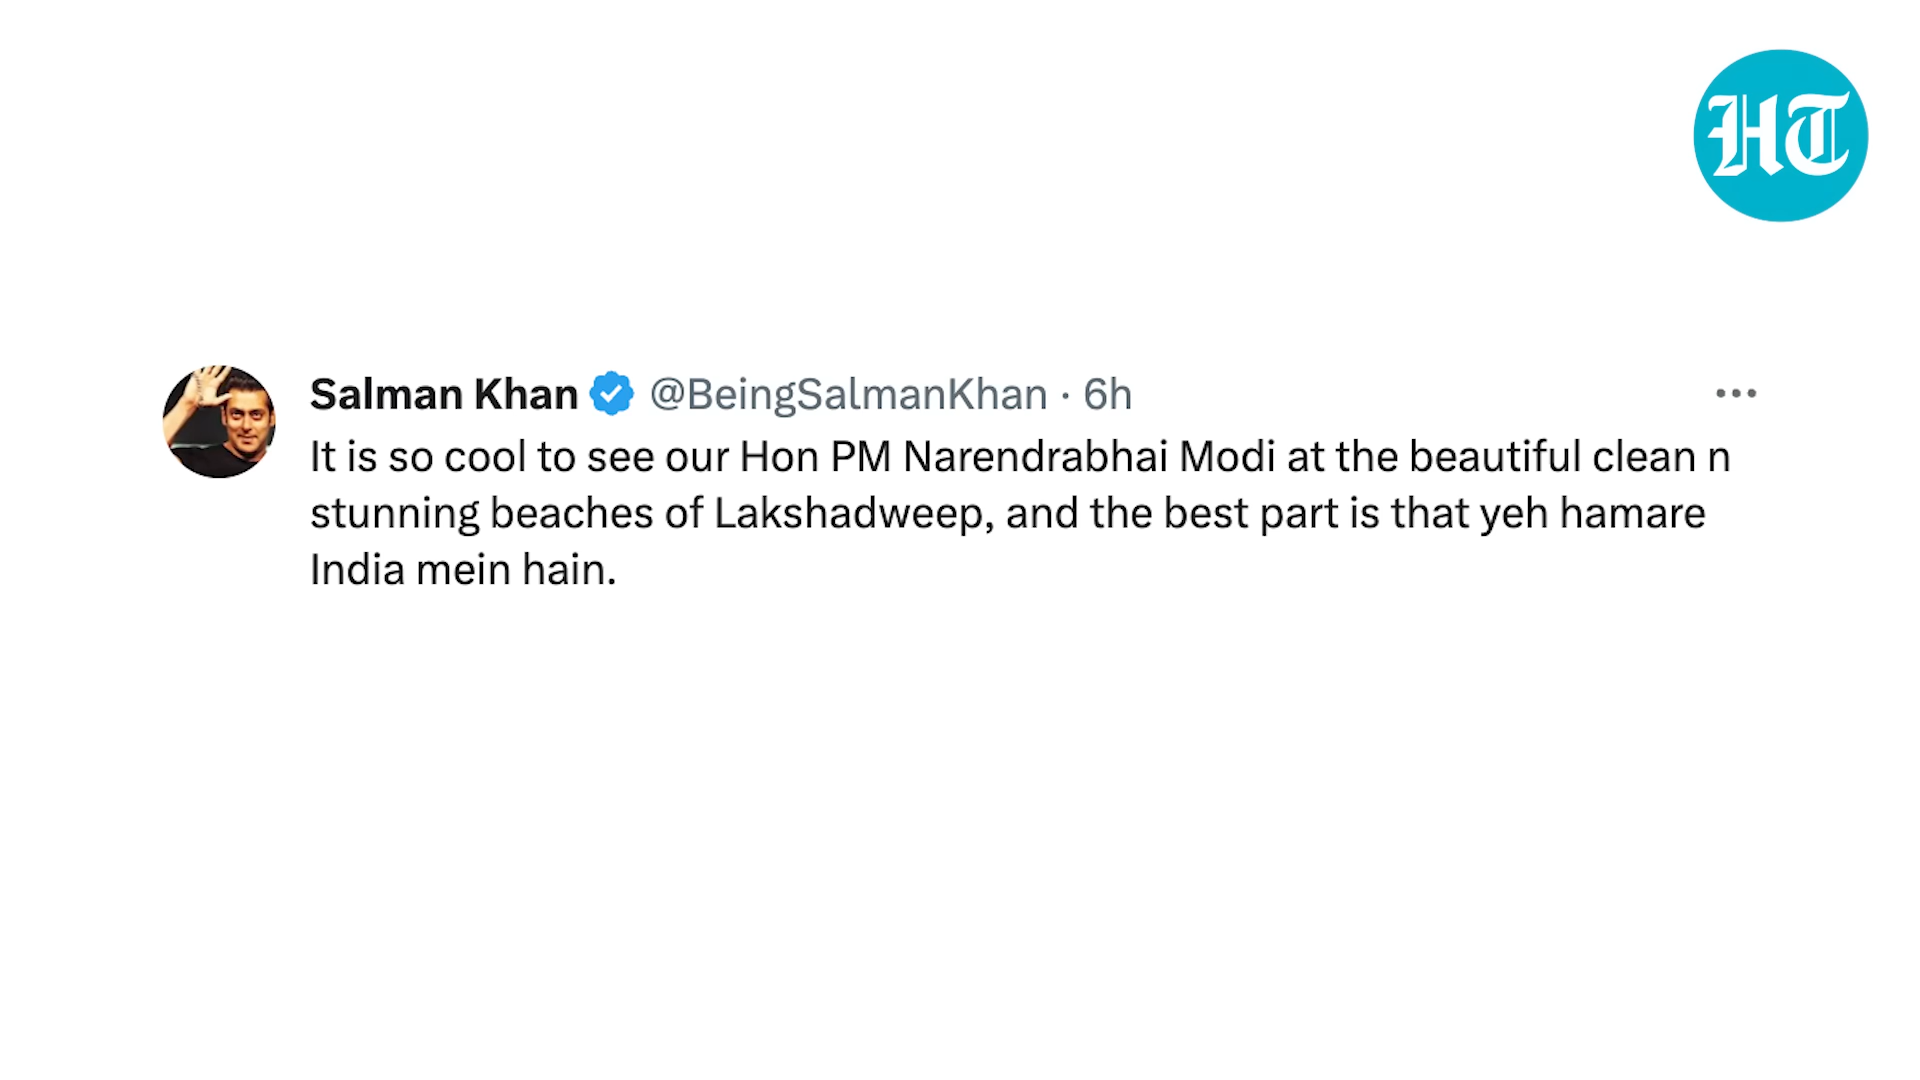 HT
Salman Khan @BeingSalmanKhan · 6h
It is so cool to see our Hon PM Narendrabhai Modi at the beautiful clean n
stunning beaches of Lakshadweep, and the best part is that yeh hamare
India mein hain.